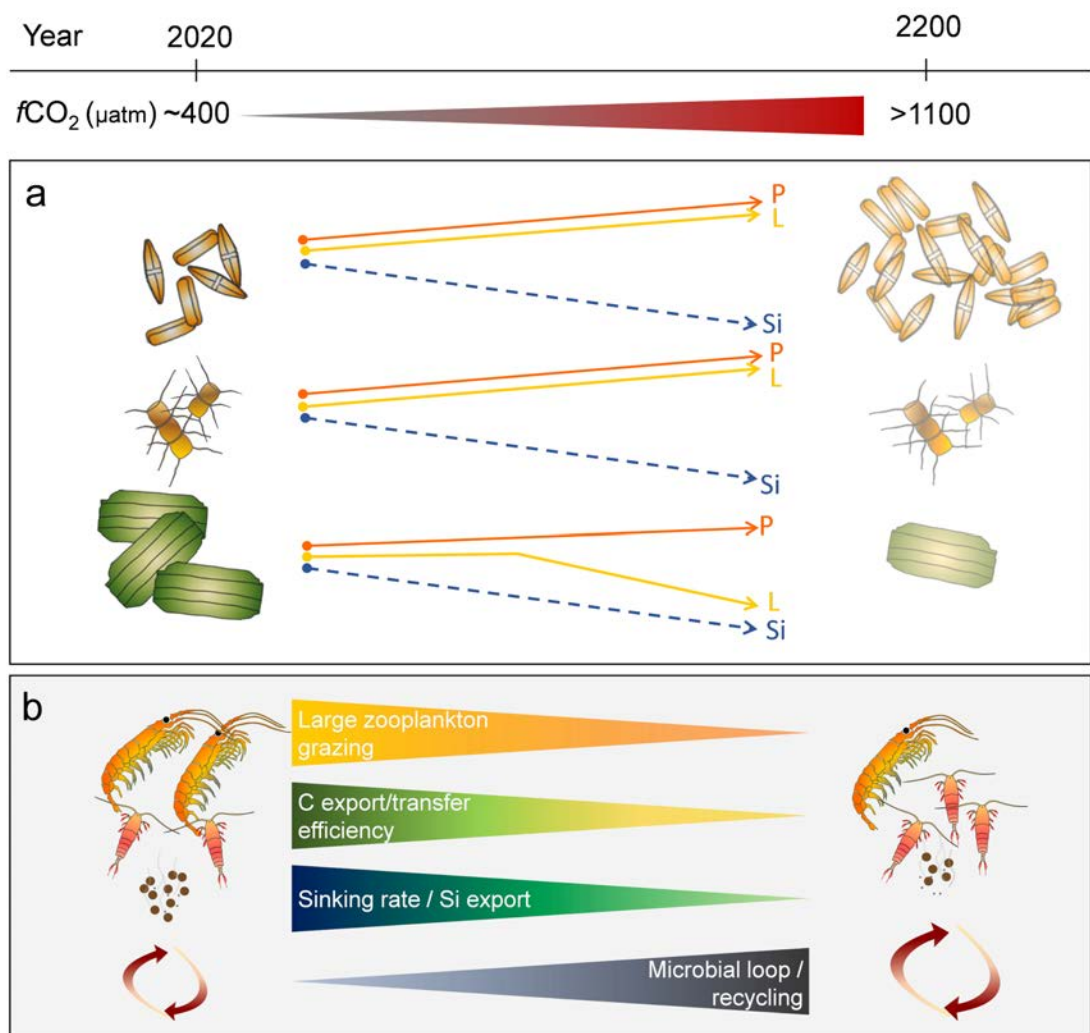 Year 2020 2200
fCO₂ (µatm) ~400 >1100
a
P
L
Si
P
L
Si
P
L
Si
b
Large zooplankton
grazing
C export/transfer
efficiency
Sinking rate / Si export
Microbial loop /
recycling